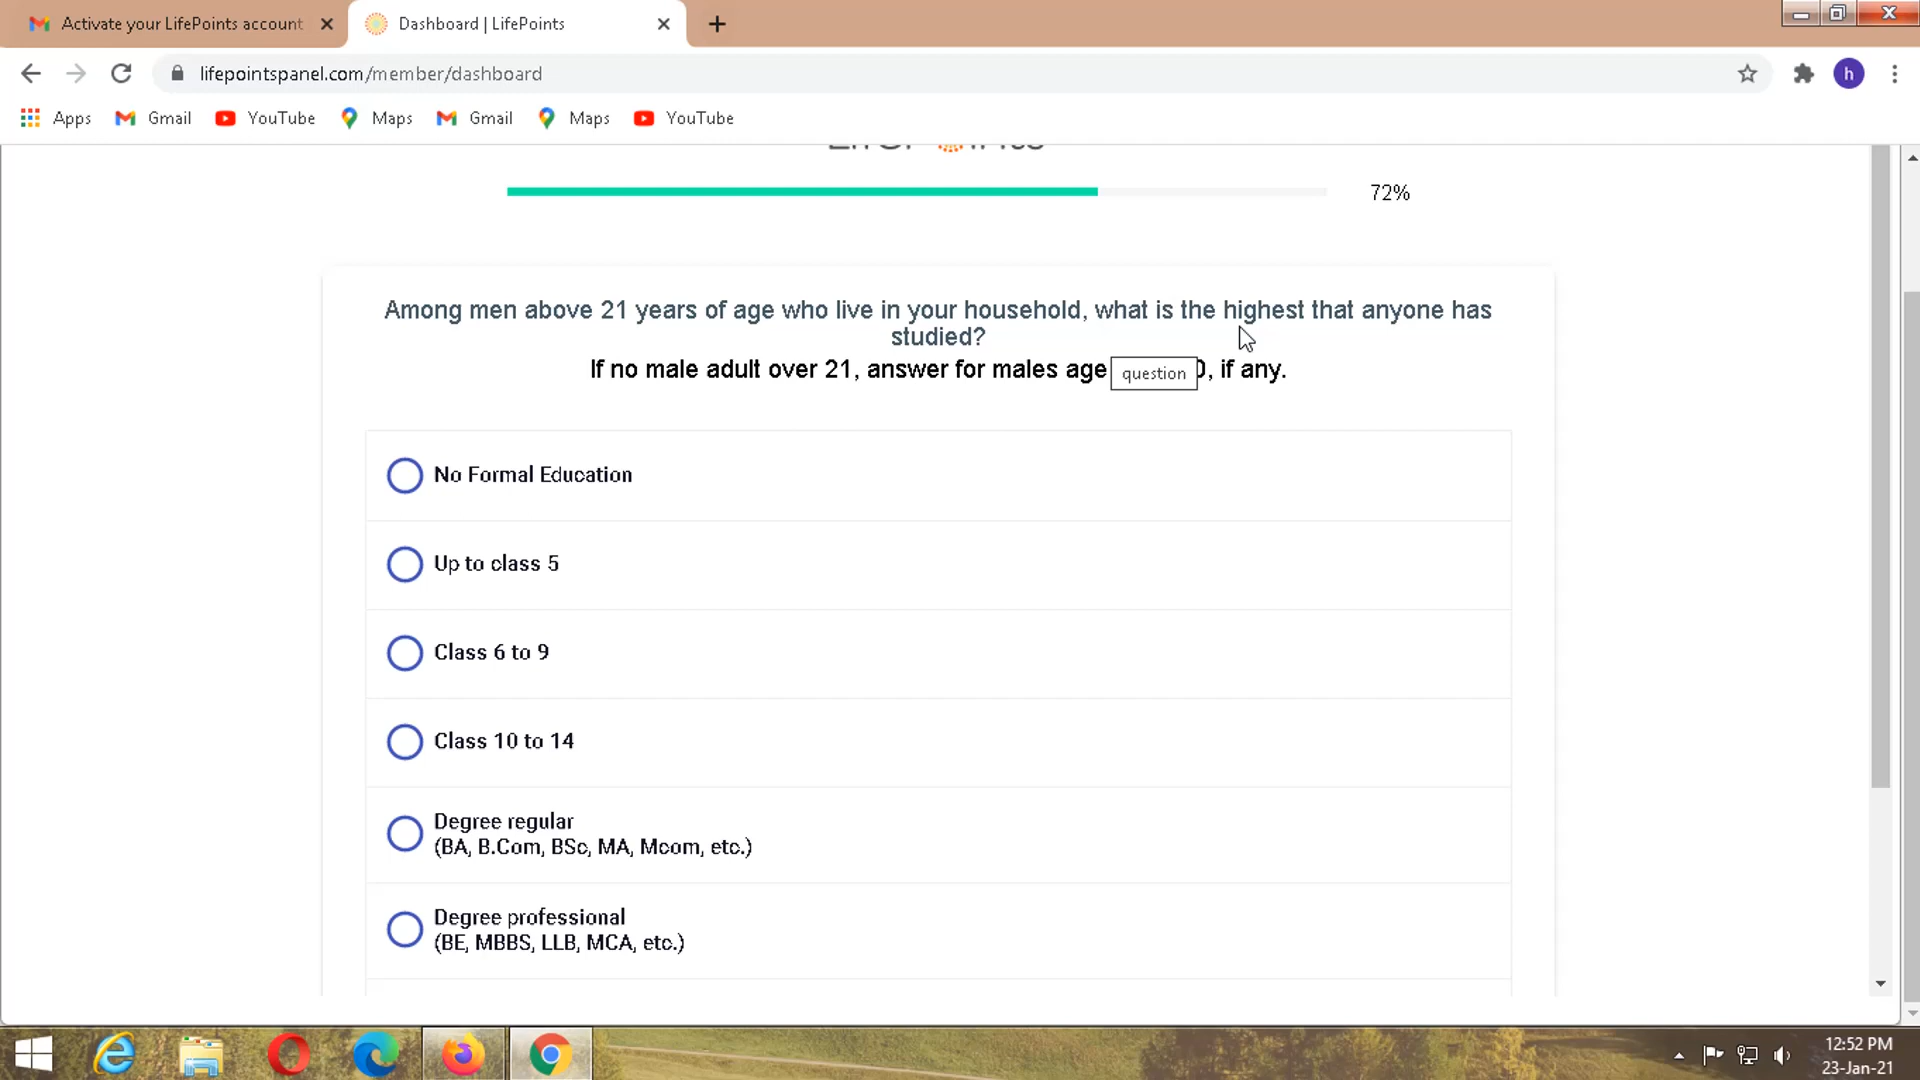 Activate your LifePoints account
Dashboard | LifePoints
lifepointspanel.com/member/dashboard
h
Apps
Gmail
YouTube
Maps
Gmail
Maps
YouTube
72%
Among men above 21 years of age who live in your household, what is the highest that anyone has
studied?
If no male adult over 21, answer for males age
question
, if any.
No Formal Education
Up to class 5
Class 6 to 9
Class 10 to 14
Degree regular
(BA, B.Com, BSc, MA, Mcom, etc.)
Degree professional
(BE, MBBS, LLB, MCA, etc.)
12:52 PM
23-Jan-21